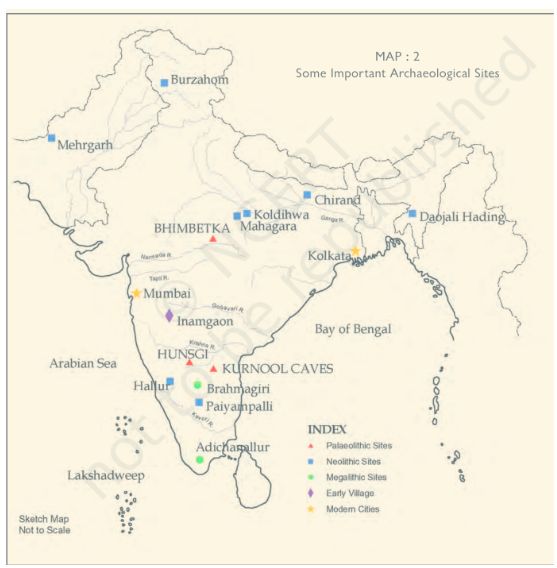 MAP : 2
Some Important Archaeological Sites
Burzahom
Mehrgarh
Chirand
Koldihwa
Mahagara
Ganga R.
Daojali Hading
BHIMBETKA
Kolkata
Narmada R.
Tapti R.
Mumbai
Godavari R.
Inamgaon
Bay of Bengal
Krishna R.
HUNSGI
KURNOOL CAVES
Arabian Sea
Hallur
Brahmagiri
Paiyampalli
Kaveri R.
Adichanallur
Lakshadweep
INDEX
Palaeolithic Sites
Neolithic Sites
Megalithic Sites
Early Village
Modern Cities
Sketch Map
Not to Scale
© NCERT
not to be republished